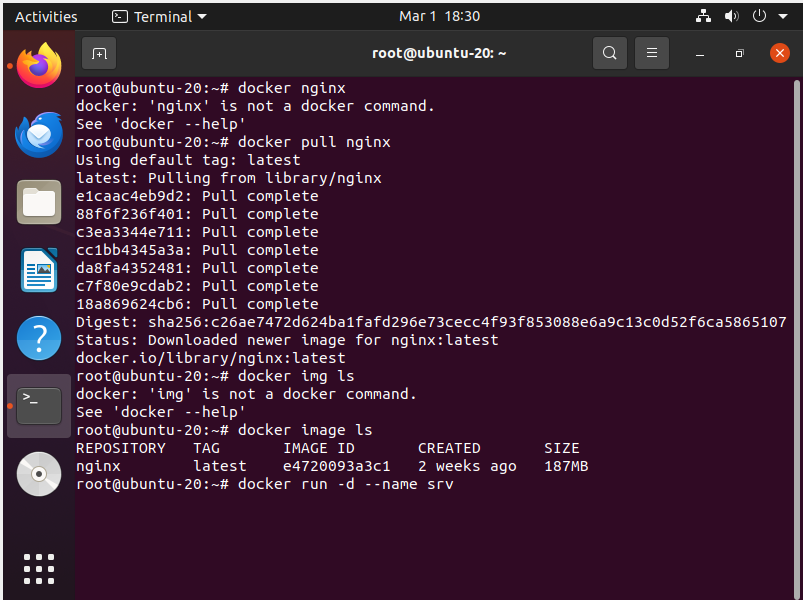 Activities Terminal Mar 1 18:30
root@ubuntu-20: ~
root@ubuntu-20:~# docker nginx
docker: 'nginx' is not a docker command.
See 'docker --help'
root@ubuntu-20:~# docker pull nginx
Using default tag: latest
latest: Pulling from library/nginx
e1caac4eb9d2: Pull complete
88f6f236f401: Pull complete
c3ea3344e711: Pull complete
cc1bb4345a3a: Pull complete
da8fa4352481: Pull complete
c7f80e9cdab2: Pull complete
18a869624cb6: Pull complete
Digest: sha256:c26ae7472d624ba1fafd296e73cecc4f93f853088e6a9c13c0d52f6ca5865107
Status: Downloaded newer image for nginx:latest
docker.io/library/nginx:latest
root@ubuntu-20:~# docker img ls
docker: 'img' is not a docker command.
See 'docker --help'
root@ubuntu-20:~# docker image ls
REPOSITORY TAG IMAGE ID CREATED SIZE
nginx latest e4720093a3c1 2 weeks ago 187MB
root@ubuntu-20:~# docker run -d --name srv